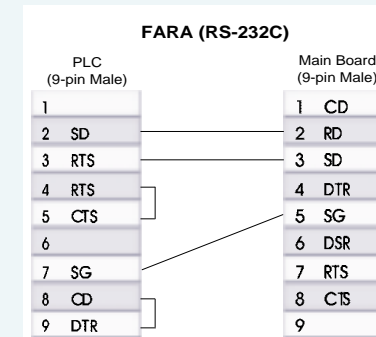 FARA (RS-232C)
PLC
(9-pin Male)
1
2 SD
3 RTS
4 RTS
5 CTS
6
7 SG
8 CD
9 DTR
Main Board
(9-pin Male)
1 CD
2 RD
3 SD
4 DTR
5 SG
6 DSR
7 RTS
8 CTS
9